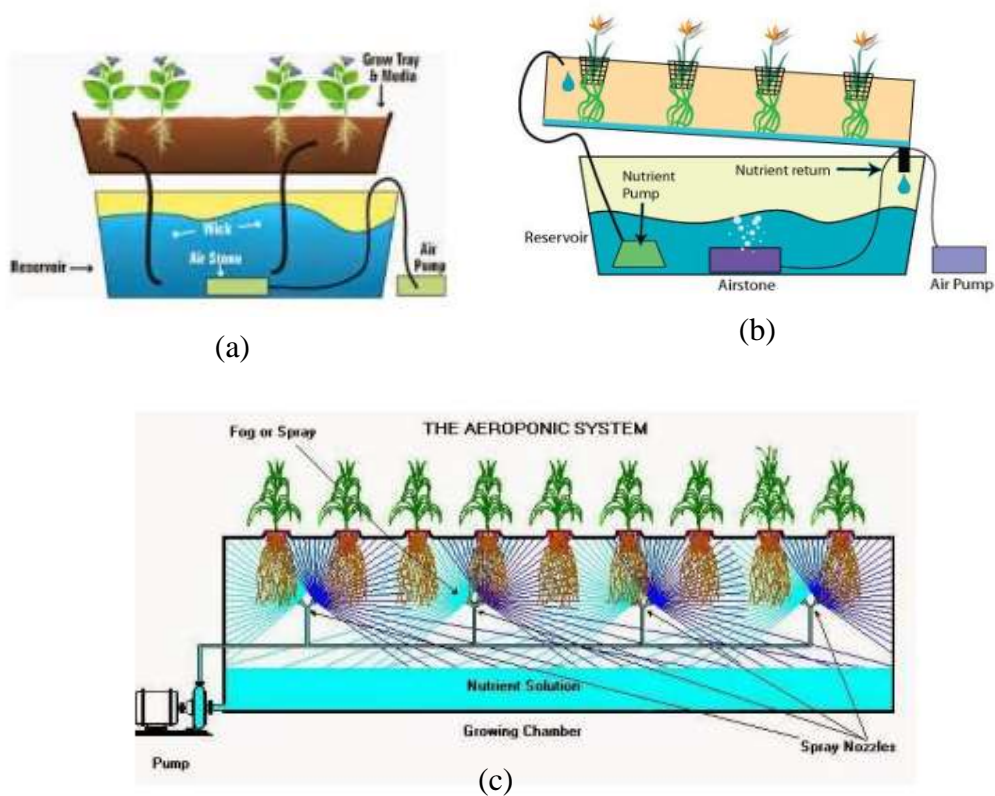 Grow Tray
& Media
Wick
Air Stone
Reservoir
Air
Pump
(a)
Nutrient
Pump
Nutrient return
Reservoir
Airstone
Air Pump
(b)
THE AEROPONIC SYSTEM
Fog or Spray
Nutrient Solution
Growing Chamber
Spray Nozzles
Pump
(c)